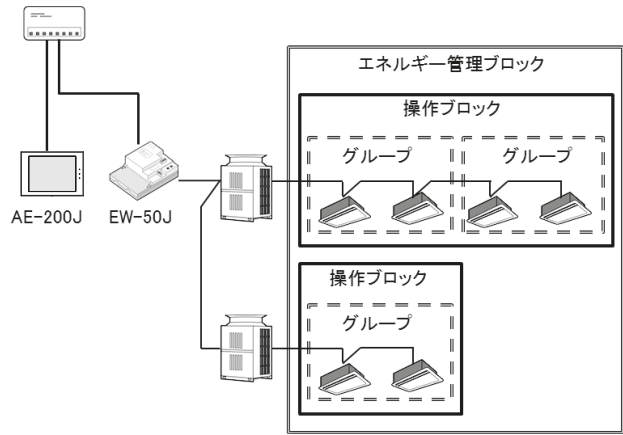 エネルギー管理ブロック
操作ブロック
グループ
グループ
AE-200J
EW-50J
操作ブロック
グループ